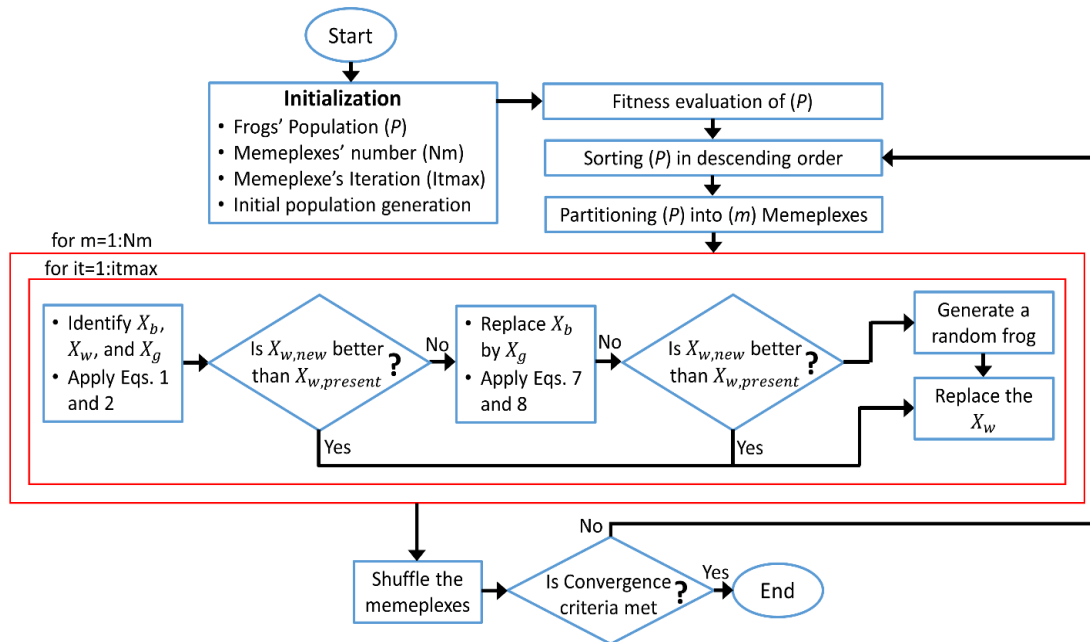 Start
Initialization
• Frogs' Population (P)
• Memeplexes' number (Nm)
• Memeplexe's Iteration (Itmax)
• Initial population generation
Fitness evaluation of (P)
Sorting (P) in descending order
Partitioning (P) into (m) Memeplexes
for m=1:Nm
for it=1:itmax
• Identify X_b,
X_w, and X_g
• Apply Eqs. 1
and 2
Is X_{w,new} better
than X_{w,present}
?
No
Yes
• Replace X_b
by X_g
• Apply Eqs. 7
and 8
No
Is X_{w,new} better
than X_{w,present}
?
Yes
Generate a
random frog
Replace the
X_w
Shuffle the
memeplexes
No
Is Convergence
criteria met
?
Yes
End